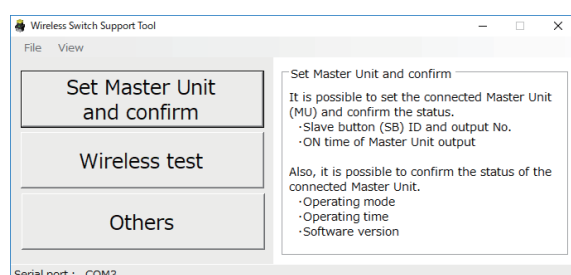 Wireless Switch Support Tool
File View
Set Master Unit
and confirm
Wireless test
Others
Set Master Unit and confirm
It is possible to set the connected Master Unit
(MU) and confirm the status.
・Slave button (SB) ID and output No.
・ON time of Master Unit output
Also, it is possible to confirm the status of the
connected Master Unit.
・Operating mode
・Operating time
・Software version
Serial port : COM3